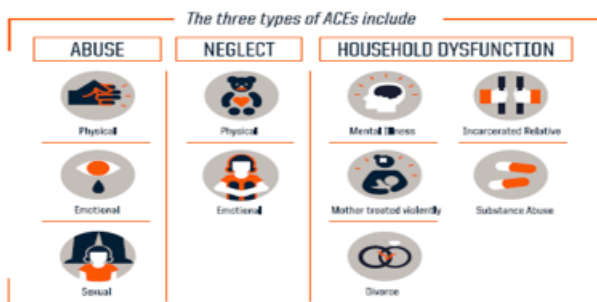 The three types of ACEs include
ABUSE
Physical
Emotional
Sexual
NEGLECT
Physical
Emotional
HOUSEHOLD DYSFUNCTION
Mental Illness
Incarcerated Relative
Mother treated violently
Substance Abuse
Divorce